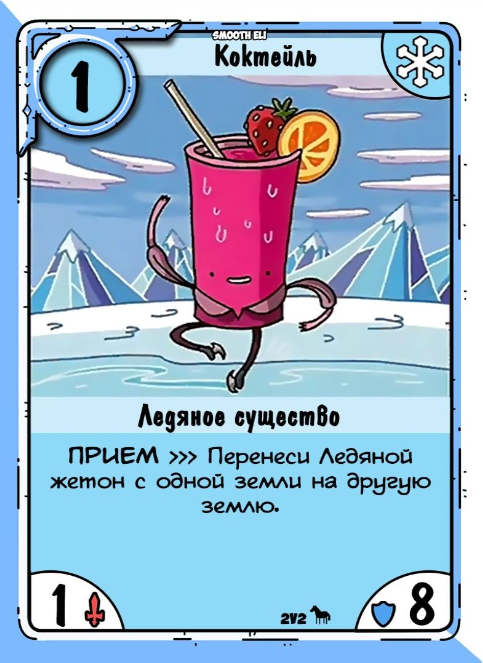 SMOOTH ELI
Коктейль
1
Ледяное существо
ПРИЕМ >>> Перенеси Ледяной
жетон с одной земли на другую
землю.
1
2V2
8